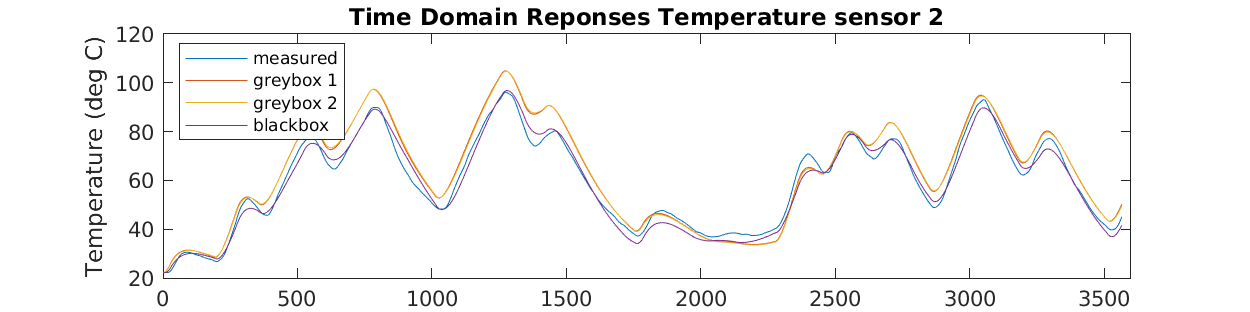 Time Domain Reponses Temperature sensor 2
Temperature (deg C)
120
100
80
60
40
20
measured
greybox 1
greybox 2
blackbox
0 500 1000 1500 2000 2500 3000 3500